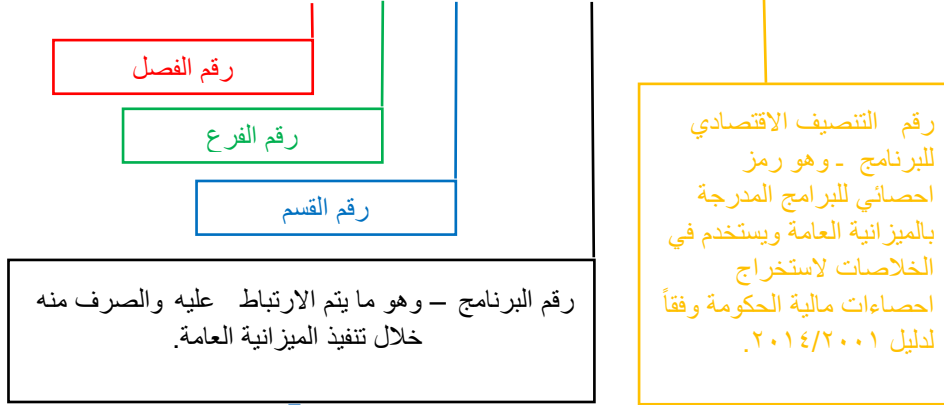 رقم الفصل
رقم الفرع
رقم القسم
رقم البرنامج – وهو ما يتم الارتباط عليه والصرف منه
خلال تنفيذ الميزانية العامة.
رقم التنصيف الاقتصادي
للبرنامج - وهو رمز
احصائي للبرامج المدرجة
بالميزانية العامة ويستخدم في
الخلاصات لاستخراج
احصاءات مالية الحكومة وفقاً
لدليل ٢٠١٤/٢٠٠١.